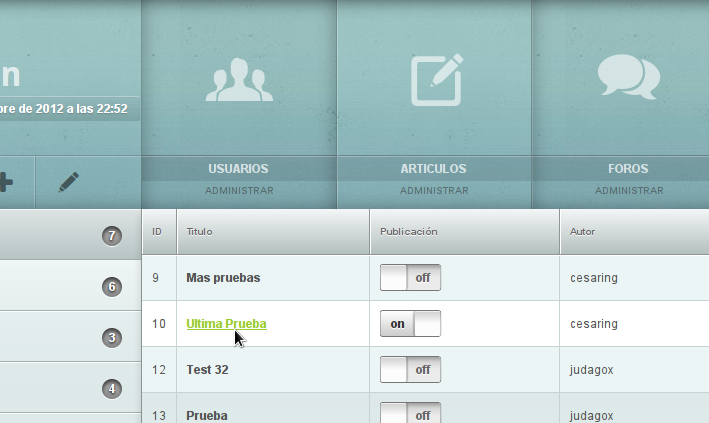 n
bre de 2012 a las 22:52
USUARIOS
ADMINISTRAR
ARTICULOS
ADMINISTRAR
FOROS
ADMINISTRAR
7
6
3
4
ID Titulo Publicación Autor
9 Mas pruebas off cesaring
10 Ultima Prueba on cesaring
12 Test 32 off judagox
13 Prueba off judagox